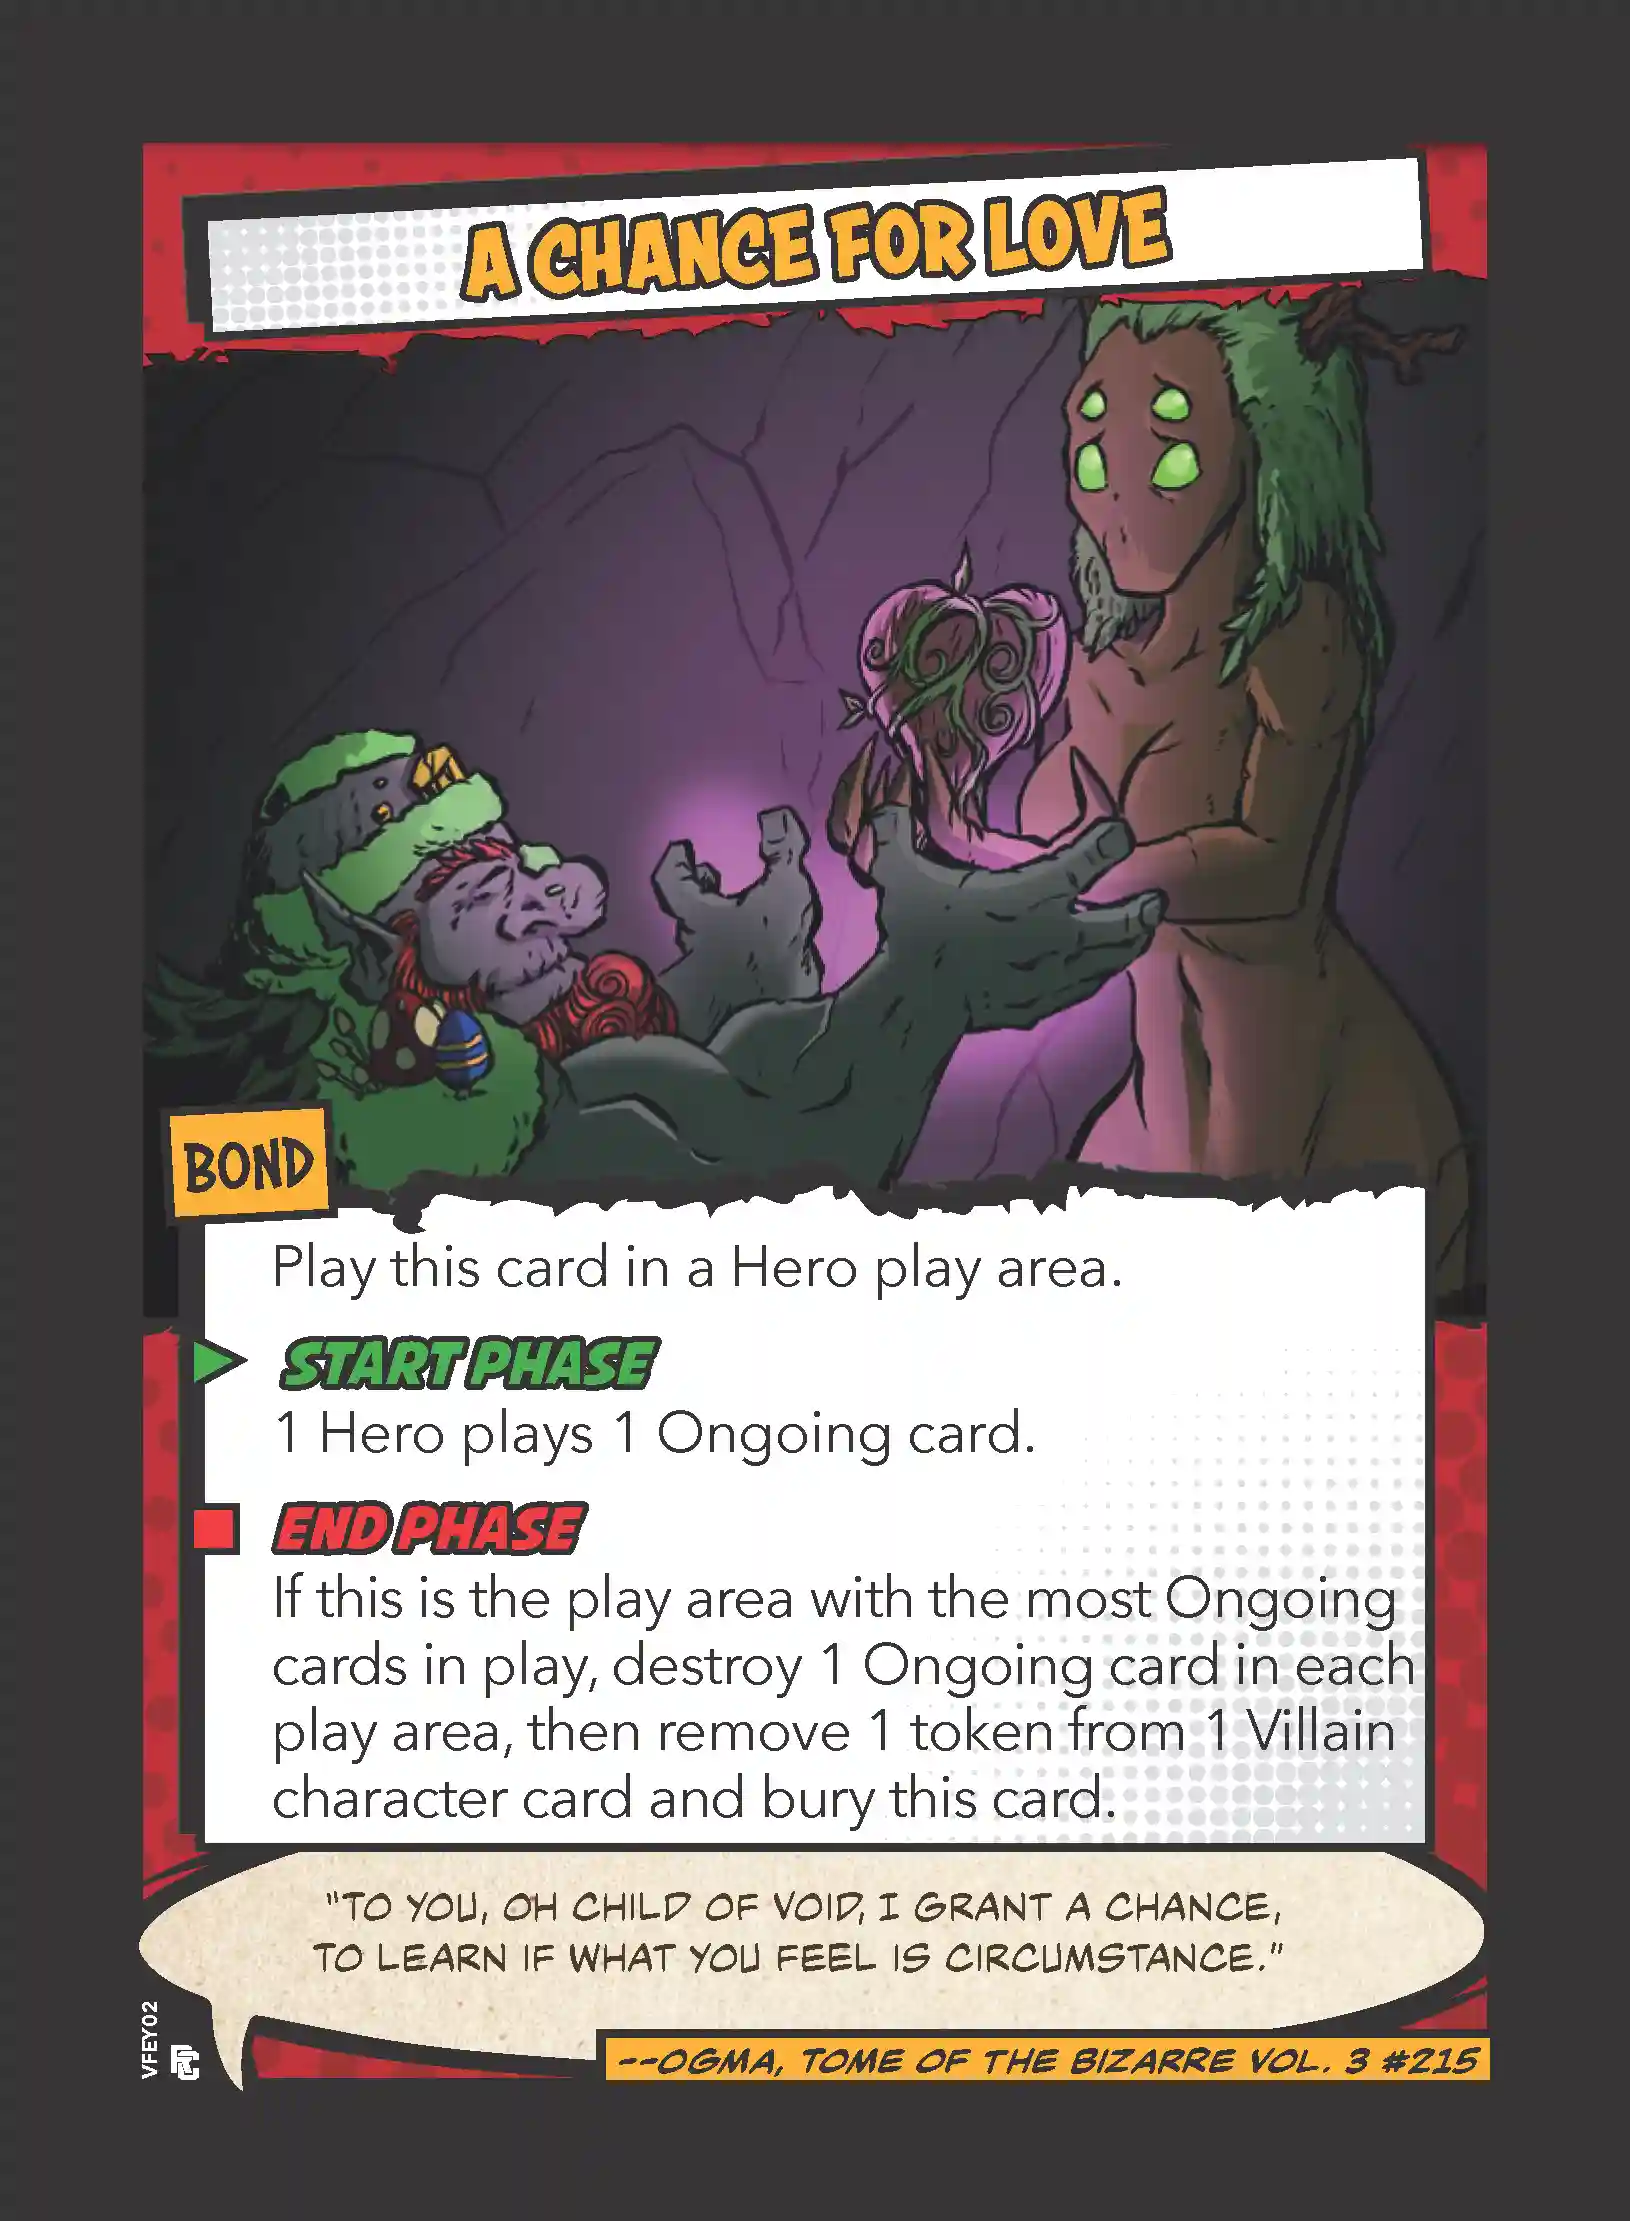 A CHANCE FOR LOVE
BOND
Play this card in a Hero play area.
START PHASE
1 Hero plays 1 Ongoing card.
END PHASE
If this is the play area with the most Ongoing
cards in play, destroy 1 Ongoing card in each
play area, then remove 1 token from 1 Villain
character card and bury this card.
"TO YOU, OH CHILD OF VOID, I GRANT A CHANCE,
TO LEARN IF WHAT YOU FEEL IS CIRCUMSTANCE."
VFEY02
--OGMA, TOME OF THE BIZARRE VOL. 3 #215